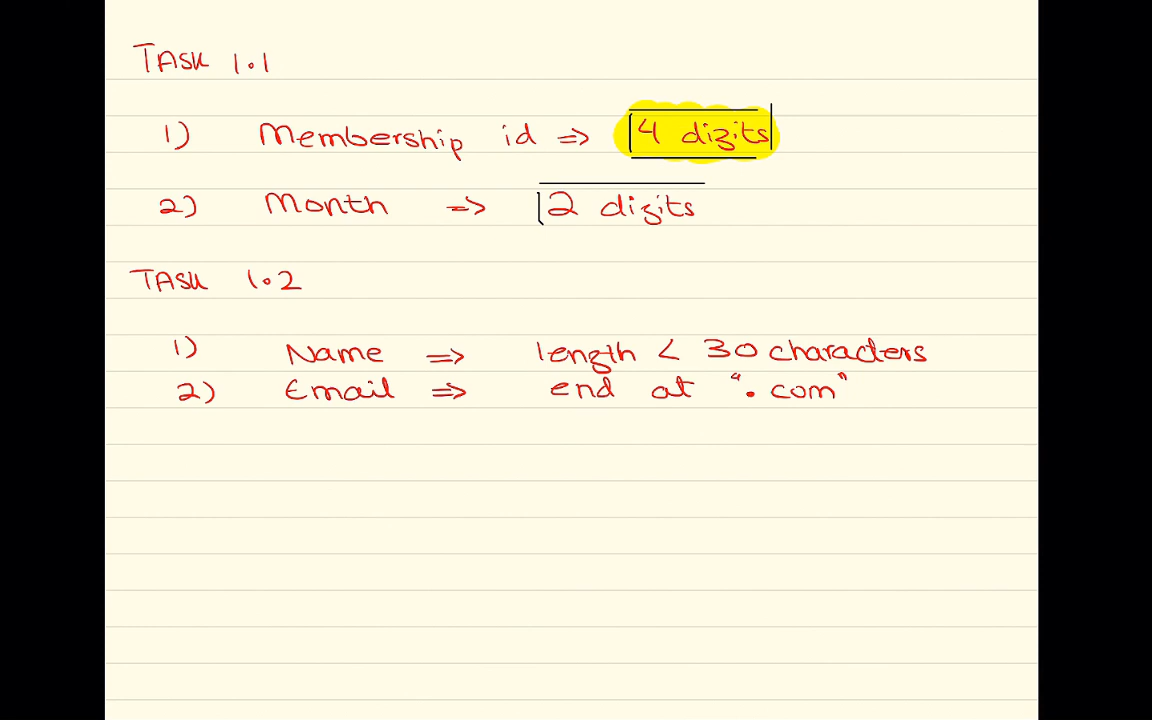 TASK 1.1
1) Membership id => 4 digits
2) Month => 2 digits
TASK 1.2
1) Name => length < 30 characters
2) Email => end at ".com"